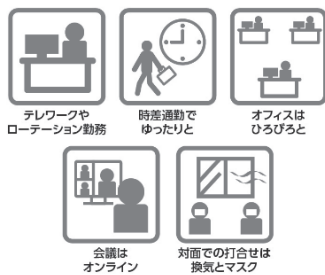 テレワークや
ローテーション勤務
時差通勤で
ゆったりと
オフィスは
ひろびろと
会議は
オンライン
対面での打合せは
換気とマスク